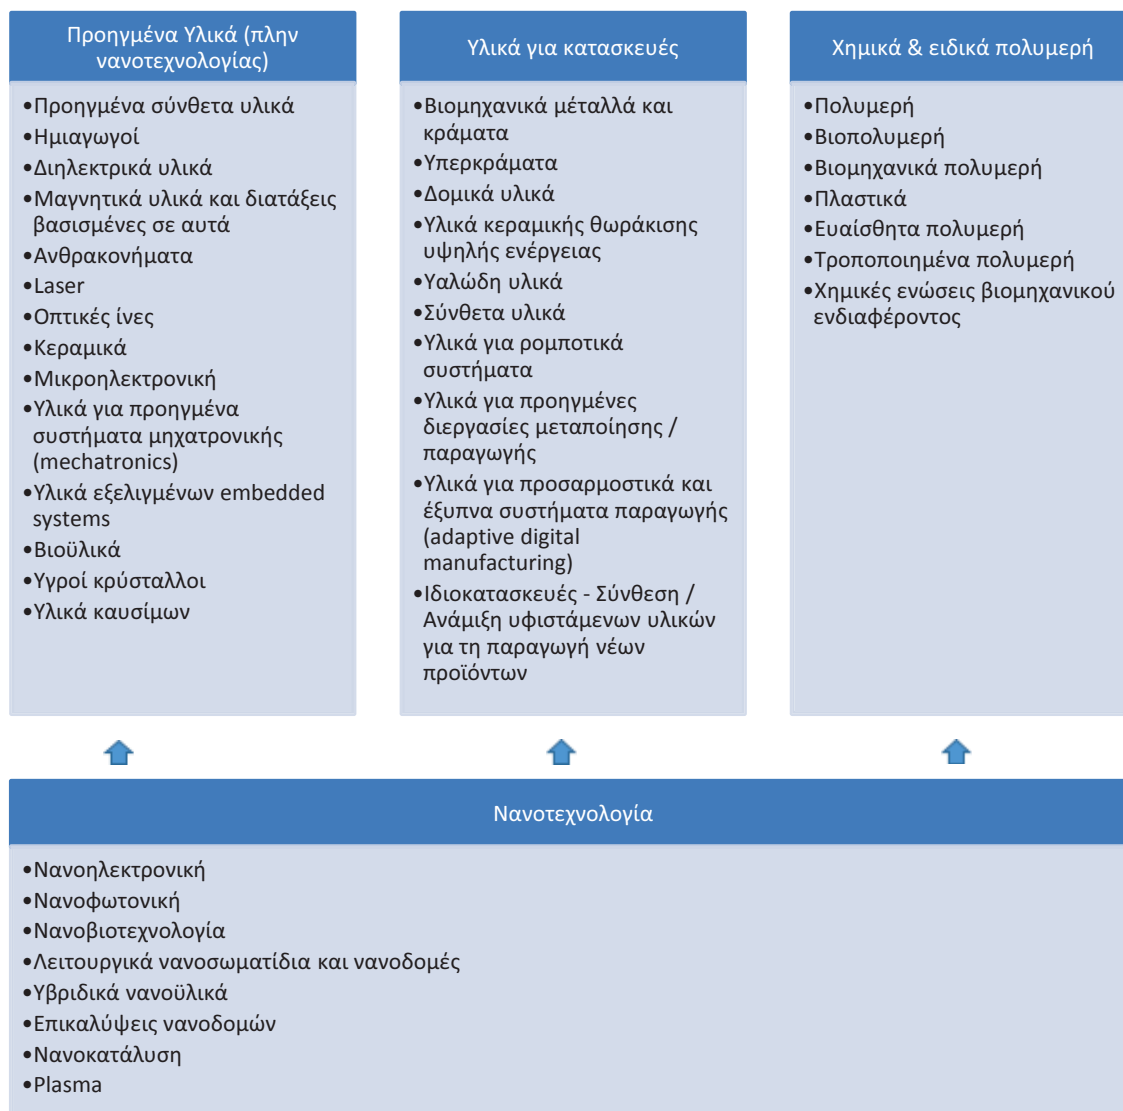 Προηγμένα Υλικά (πλην
νανοτεχνολογίας)
•Προηγμένα σύνθετα υλικά
•Ημιαγωγοί
•Διηλεκτρικά υλικά
•Μαγνητικά υλικά και διατάξεις
βασισμένες σε αυτά
•Ανθρακονήματα
•Laser
•Οπτικές ίνες
•Κεραμικά
•Μικροηλεκτρονική
•Υλικά για προηγμένα
συστήματα μηχατρονικής
(mechatronics)
•Υλικά εξελιγμένων embedded
systems
•Βιοϋλικά
•Υγροί κρύσταλλοι
•Υλικά καυσίμων
Υλικά για κατασκευές
•Βιομηχανικά μέταλλά και
κράματα
•Υπερκράματα
•Δομικά υλικά
•Υλικά κεραμικής θωράκισης
υψηλής ενέργειας
•Υαλώδη υλικά
•Σύνθετα υλικά
•Υλικά για ρομποτικά
συστήματα
•Υλικά για προηγμένες
διεργασίες μεταποίησης /
παραγωγής
•Υλικά για προσαρμοστικά και
έξυπνα συστήματα παραγωγής
(adaptive digital
manufacturing)
•Ιδιοκατασκευές - Σύνθεση /
Ανάμιξη υφιστάμενων υλικών
για τη παραγωγή νέων
προϊόντων
Χημικά & ειδικά πολυμερή
•Πολυμερή
•Βιοπολυμερή
•Βιομηχανικά πολυμερή
•Πλαστικά
•Ευαίσθητα πολυμερή
•Τροποποιημένα πολυμερή
•Χημικές ενώσεις βιομηχανικού
ενδιαφέροντος
Νανοτεχνολογία
•Νανοηλεκτρονική
•Νανοφωτονική
•Νανοβιοτεχνολογία
•Λειτουργικά νανοσωματίδια και νανοδομές
•Υβριδικά νανοϋλικά
•Επικαλύψεις νανοδομών
•Νανοκατάλυση
•Plasma